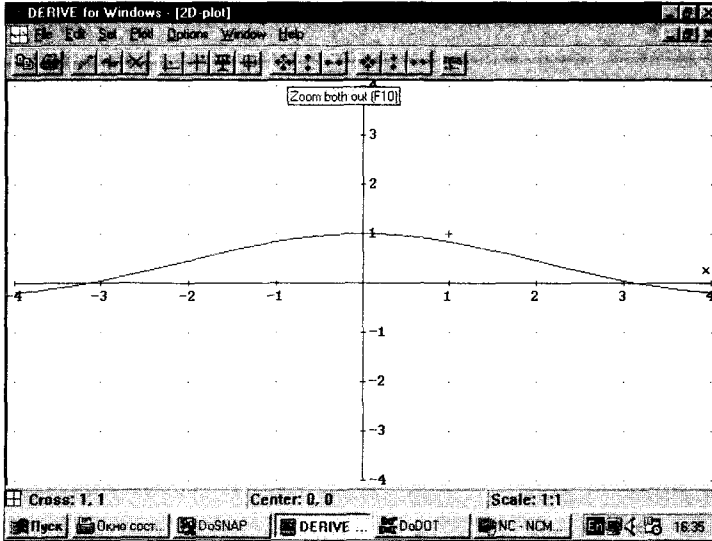 DERIVE for Windows - [2D-plot]
File Edit Set Plot! Options Window Help
Zoom both out (F10)
4
3
2
1
x
-4 -3 -2 -1 1 2 3 4
-1
-2
-3
-4
Cross: 1, 1 Center: 0, 0 Scale: 1:1
Пуск Окно сост... DoSNAP DERIVE ... DoDOT NC - NCM... En 16:35